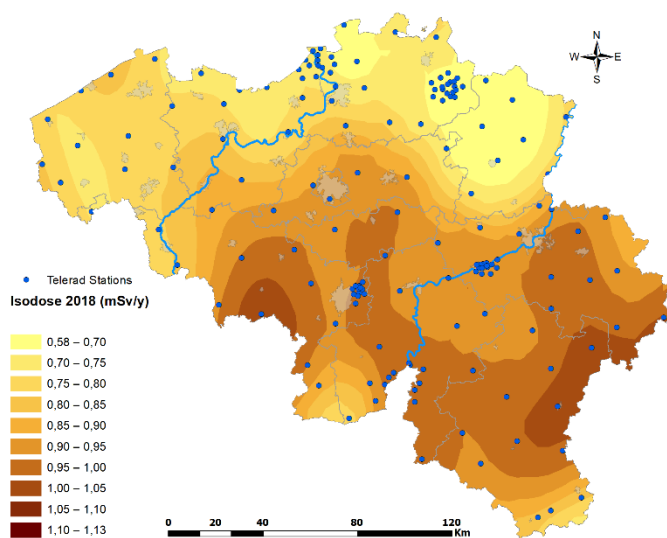 N
W E
S
Telerad Stations
Isodose 2018 (mSv/y)
0,58 – 0,70
0,70 – 0,75
0,75 – 0,80
0,80 – 0,85
0,85 – 0,90
0,90 – 0,95
0,95 – 1,00
1,00 – 1,05
1,05 – 1,10
1,10 – 1,13
0 20 40 80 120
Km